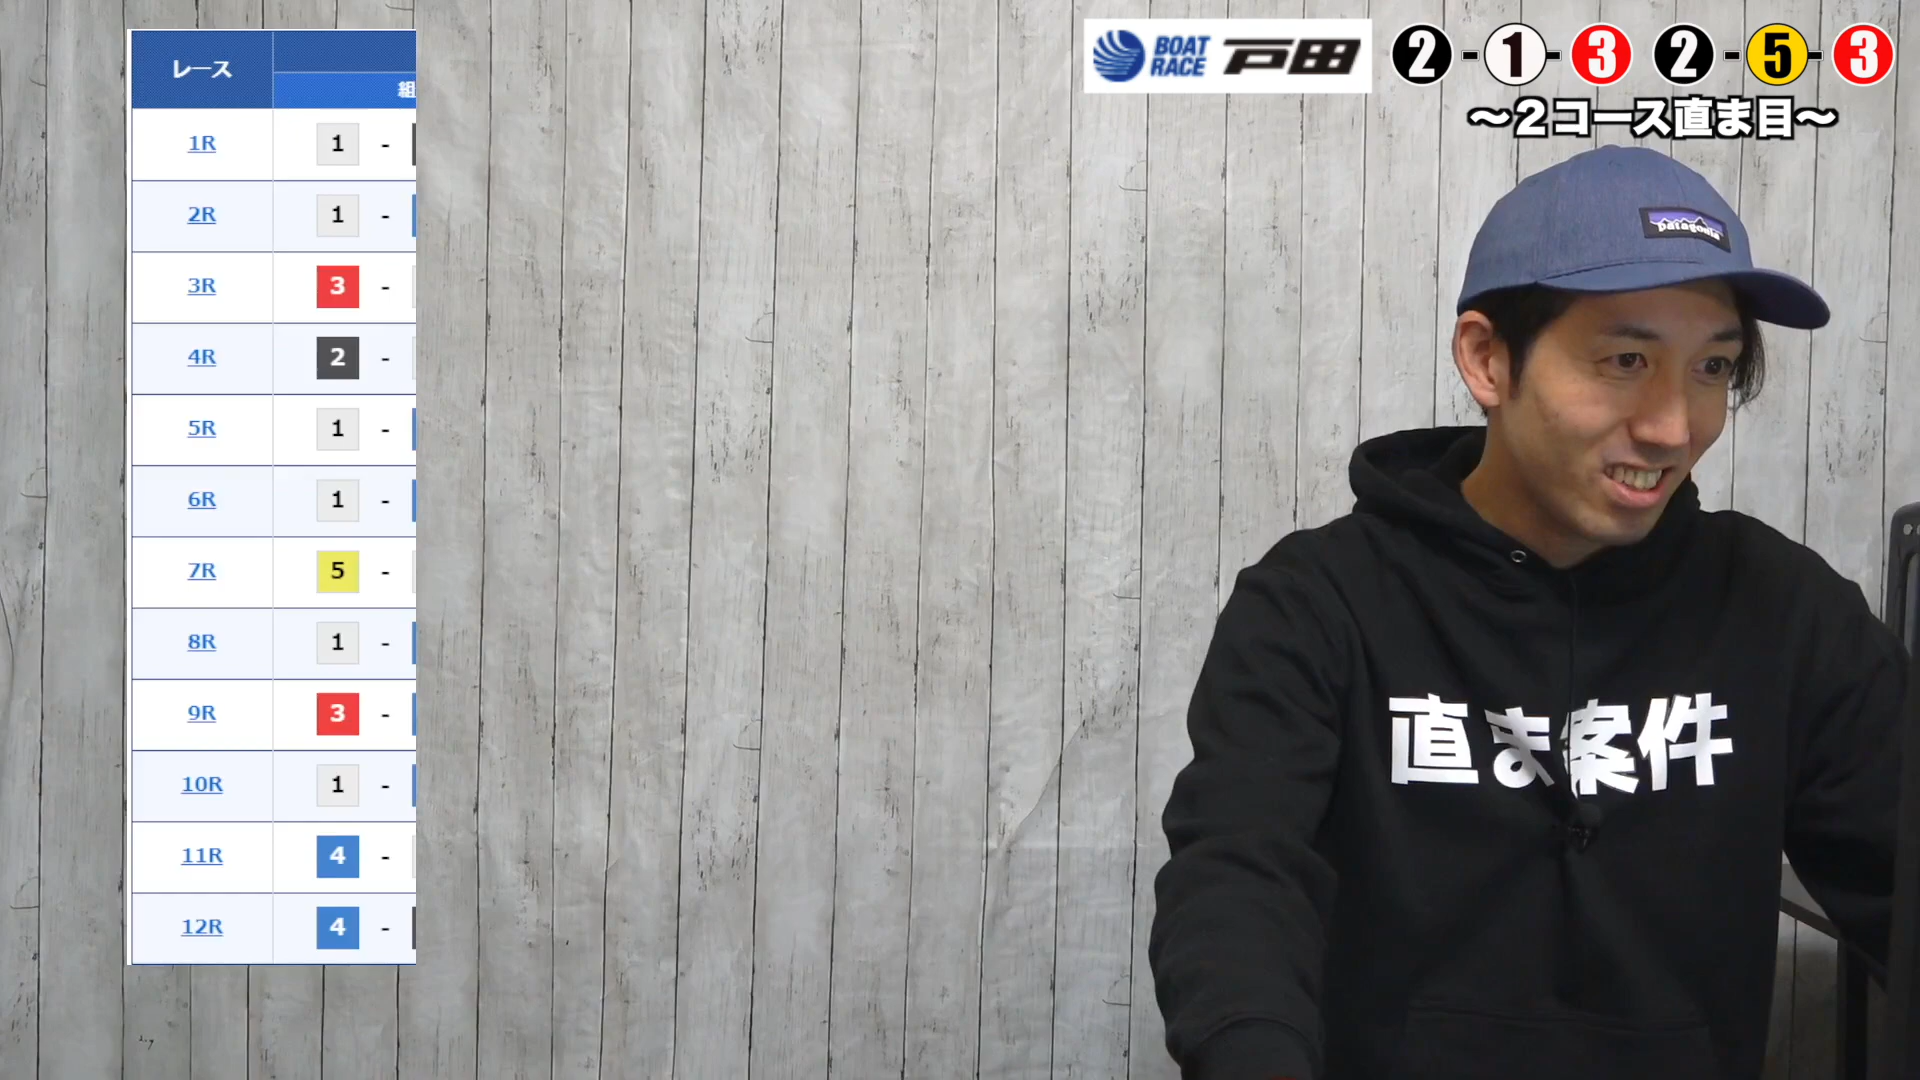 レース
組
1R 1 -
2R 1 -
3R 3 -
4R 2 -
5R 1 -
6R 1 -
7R 5 -
8R 1 -
9R 3 -
10R 1 -
11R 4 -
12R 4 -
BOAT RACE 戸田
2-1-3 2-5-3
〜2コース直ま目〜
patagonia
直ま案件